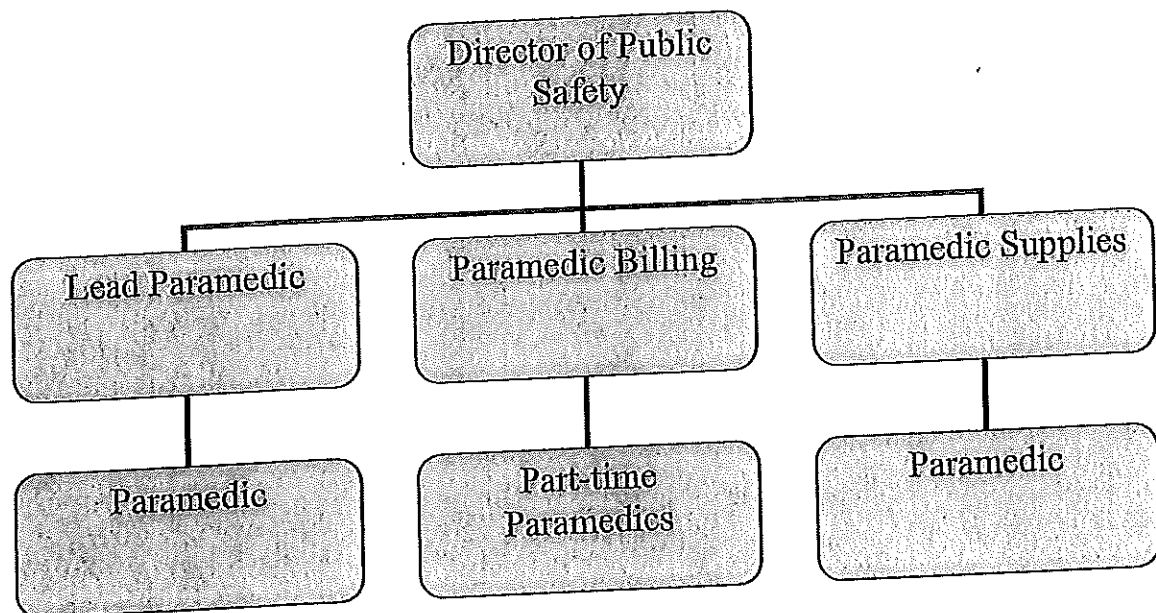 Director of Public
Safety
Lead Paramedic
Paramedic Billing
Paramedic Supplies
Paramedic
Part-time
Paramedics
Paramedic